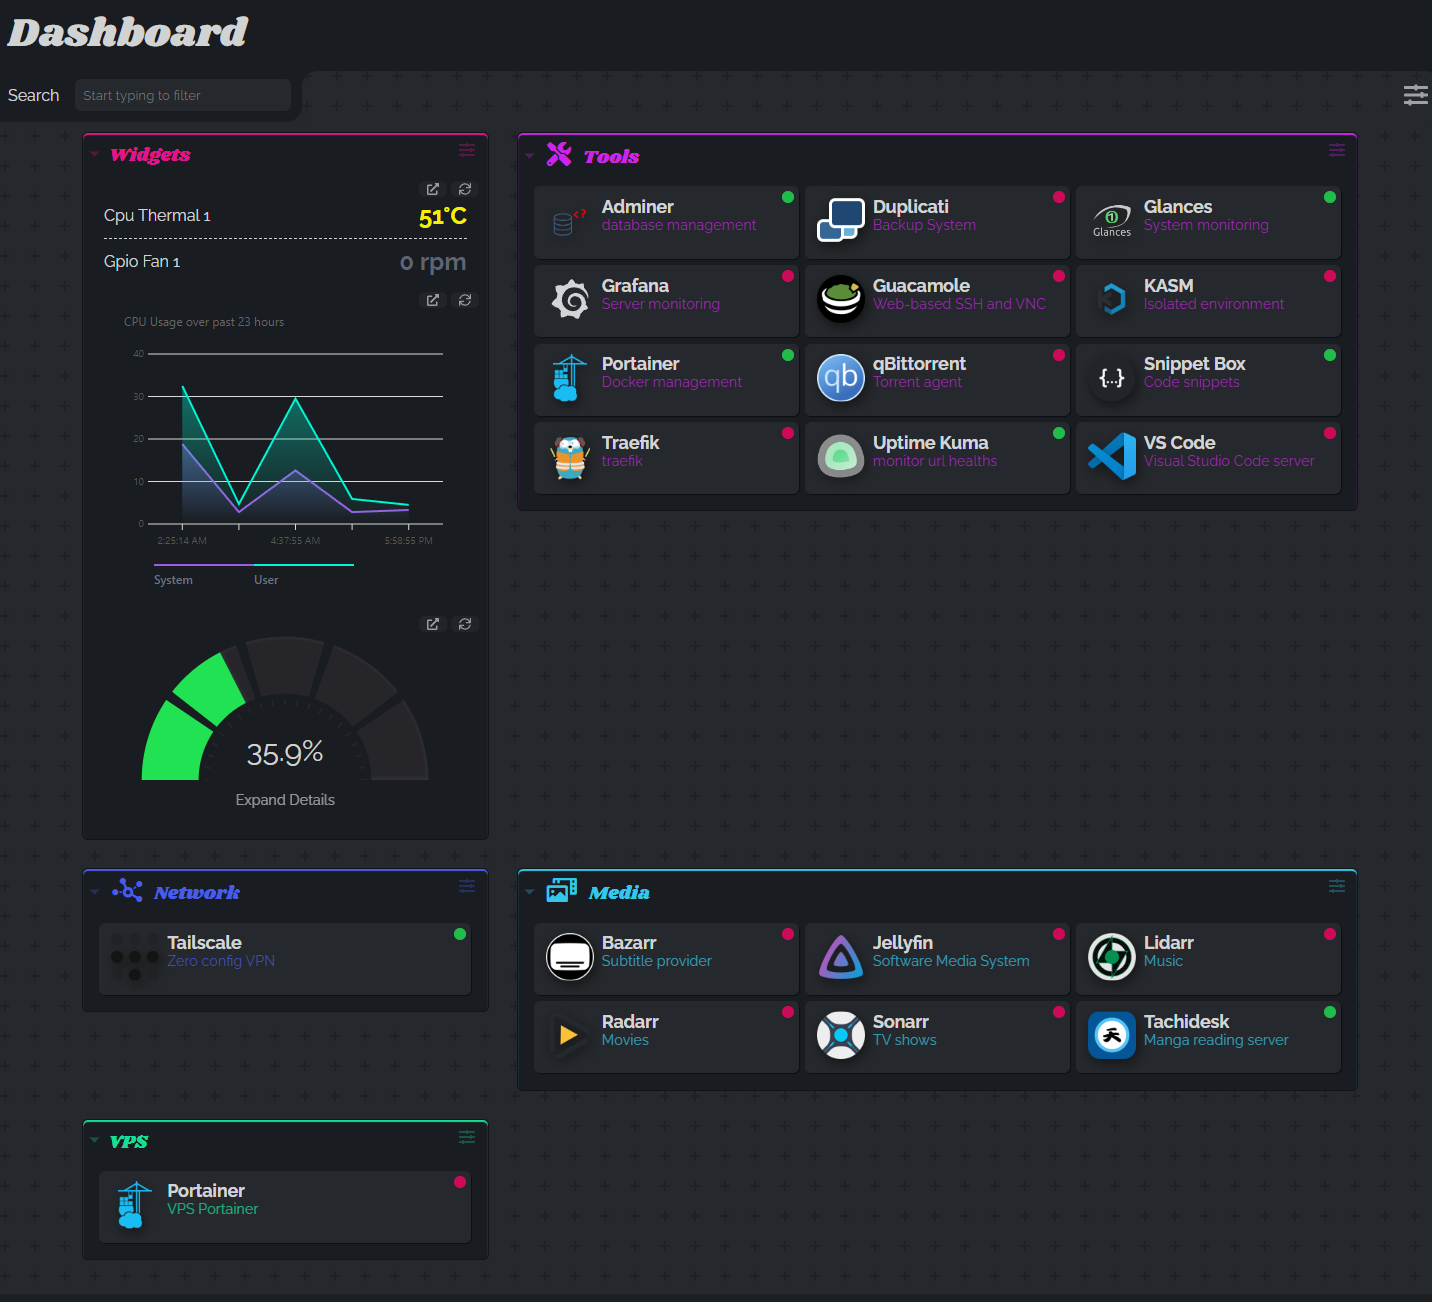 Dashboard
Search
Start typing to filter
Widgets
Cpu Thermal 1
51°C
Gpio Fan 1
0 rpm
CPU Usage over past 23 hours
40
30
20
10
0
2:25:14 AM
4:37:55 AM
5:58:55 PM
System
User
35.9%
Expand Details
Tools
Adminer
database management
<?
Duplicati
Backup System
Glances
System monitoring
1
Glances
Grafana
Server monitoring
Guacamole
Web-based SSH and VNC
KASM
Isolated environment
Portainer
Docker management
qb
qBittorrent
Torrent agent
{...}
Snippet Box
Code snippets
Traefik
traefik
Uptime Kuma
monitor url healths
VS Code
Visual Studio Code server
Network
Tailscale
Zero config VPN
Media
Bazarr
Subtitle provider
Jellyfin
Software Media System
Lidarr
Music
Radarr
Movies
Sonarr
TV shows
Tachidesk
Manga reading server
VPS
Portainer
VPS Portainer